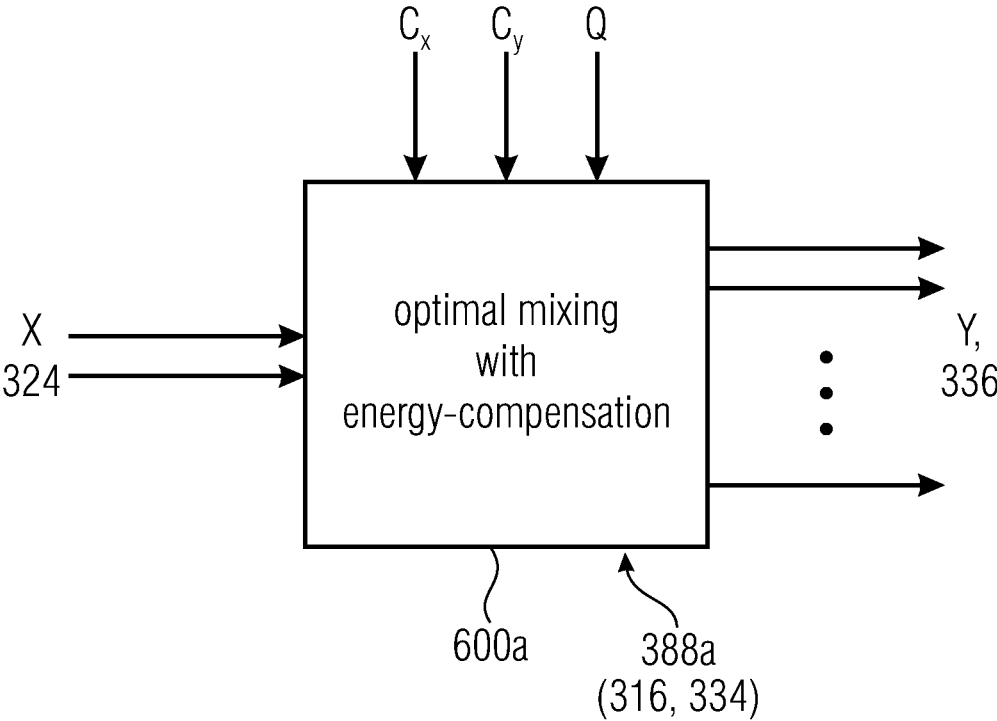 Cx Cy Q
optimal mixing
with
energy-compensation
X
324
Y,
336
600a
388a
(316, 334)